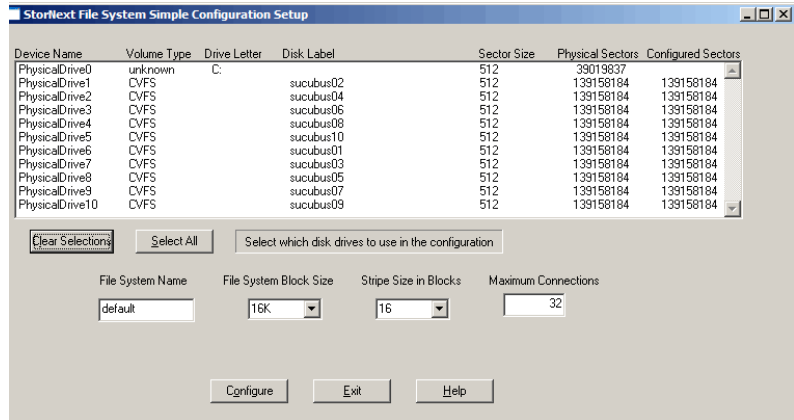 StorNext File System Simple Configuration Setup
Device Name Volume Type Drive Letter Disk Label Sector Size Physical Sectors Configured Sectors
PhysicalDrive0 unknown C: 512 39019837
PhysicalDrive1 CVFS sucubus02 512 139158184 139158184
PhysicalDrive2 CVFS sucubus04 512 139158184 139158184
PhysicalDrive3 CVFS sucubus06 512 139158184 139158184
PhysicalDrive4 CVFS sucubus08 512 139158184 139158184
PhysicalDrive5 CVFS sucubus10 512 139158184 139158184
PhysicalDrive6 CVFS sucubus01 512 139158184 139158184
PhysicalDrive7 CVFS sucubus03 512 139158184 139158184
PhysicalDrive8 CVFS sucubus05 512 139158184 139158184
PhysicalDrive9 CVFS sucubus07 512 139158184 139158184
PhysicalDrive10 CVFS sucubus09 512 139158184 139158184
Clear Selections Select All Select which disk drives to use in the configuration
File System Name File System Block Size Stripe Size in Blocks Maximum Connections
default 16K 16 32
Configure Exit Help